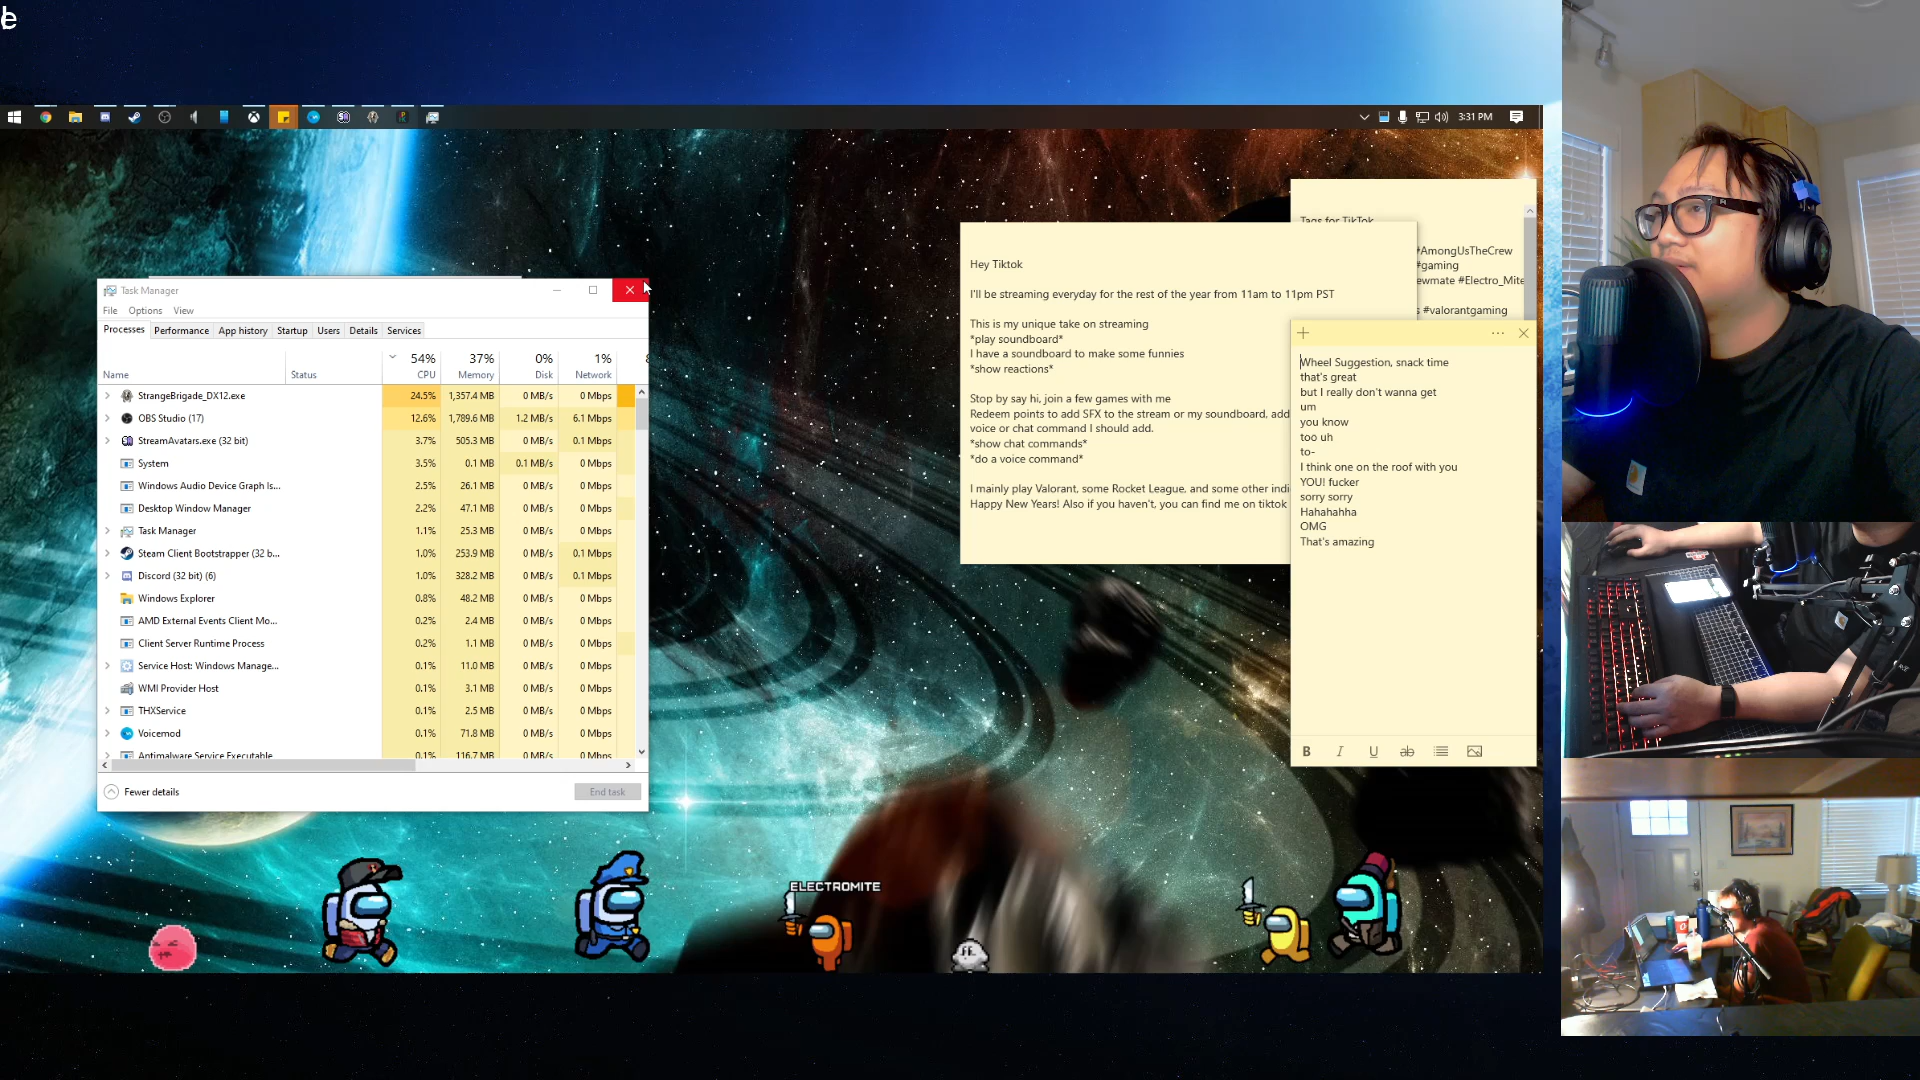 e
3:31 PM
Task Manager
File Options View
Processes Performance App history Startup Users Details Services
54% 37% 0% 1%
Name Status CPU Memory Disk Network
StrangeBrigade_DX12.exe 24.5% 1,357.4 MB 0 MB/s 0 Mbps
OBS Studio (17) 12.6% 1,789.6 MB 1.2 MB/s 6.1 Mbps
StreamAvatars.exe (32 bit) 3.7% 505.3 MB 0 MB/s 0.1 Mbps
System 3.5% 0.1 MB 0.1 MB/s 0 Mbps
Windows Audio Device Graph Is... 2.5% 26.1 MB 0 MB/s 0 Mbps
Desktop Window Manager 2.2% 47.1 MB 0 MB/s 0 Mbps
Task Manager 1.1% 25.3 MB 0 MB/s 0 Mbps
Steam Client Bootstrapper (32 b... 1.0% 253.9 MB 0 MB/s 0.1 Mbps
Discord (32 bit) (6) 1.0% 328.2 MB 0 MB/s 0.1 Mbps
Windows Explorer 0.8% 48.2 MB 0 MB/s 0 Mbps
AMD External Events Client Mo... 0.2% 2.4 MB 0 MB/s 0 Mbps
Client Server Runtime Process 0.2% 1.1 MB 0 MB/s 0 Mbps
Service Host: Windows Manage... 0.1% 11.0 MB 0 MB/s 0 Mbps
WMI Provider Host 0.1% 3.1 MB 0 MB/s 0 Mbps
THXService 0.1% 2.5 MB 0 MB/s 0 Mbps
Voicemod 0.1% 71.8 MB 0 MB/s 0 Mbps
Antimalware Service Executable 0.1% 116.7 MB 0 MB/s 0 Mbps
Fewer details
End task
Hey Tiktok
I'll be streaming everyday for the rest of the year from 11am to 11pm PST
This is my unique take on streaming
*play soundboard*
I have a soundboard to make some funnies
*show reactions*
Stop by say hi, join a few games with me
Redeem points to add SFX to the stream or my soundboard, add
voice or chat command I should add.
*show chat commands*
*do a voice command*
I mainly play Valorant, some Rocket League, and some other indi
Happy New Years! Also if you haven't, you can find me on tiktok
Tags for TikTok
#AmongUsTheCrew
#gaming
ewmate #Electro_Mite
s #valorantgaming
Wheel Suggestion, snack time
that's great
but I really don't wanna get
um
you know
too uh
to-
I think one on the roof with you
YOU! fucker
sorry sorry
Hahahahha
OMG
That's amazing
B I U ab
ELECTROMITE